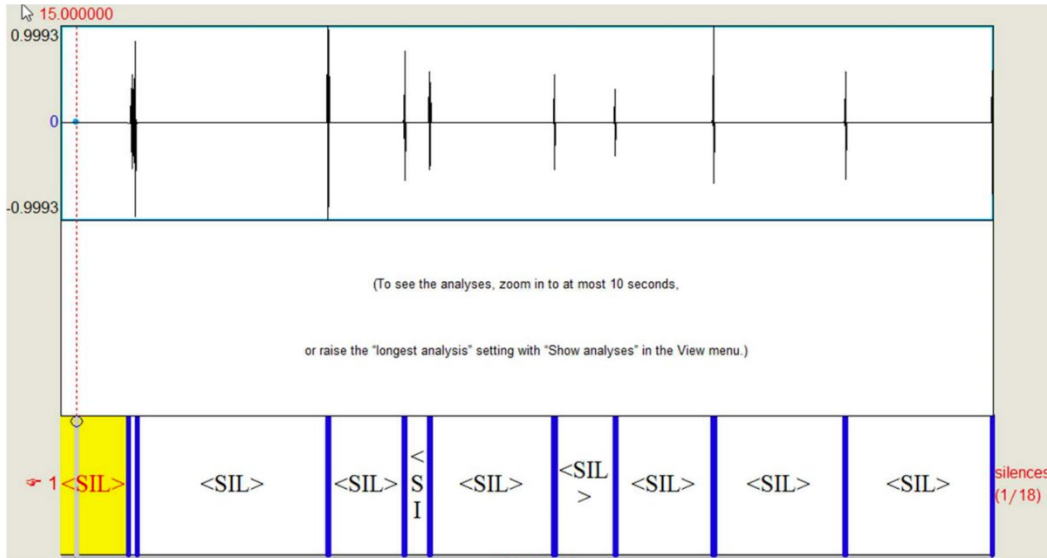 15.000000
0.9993
0
-0.9993
(To see the analyses, zoom in to at most 10 seconds,
or raise the "longest analysis" setting with "Show analyses" in the View menu.)
☞ 1 <SIL> <SIL> <SIL> <SI <SIL> <SIL> <SIL> <SIL> <SIL>
silences
(1/18)